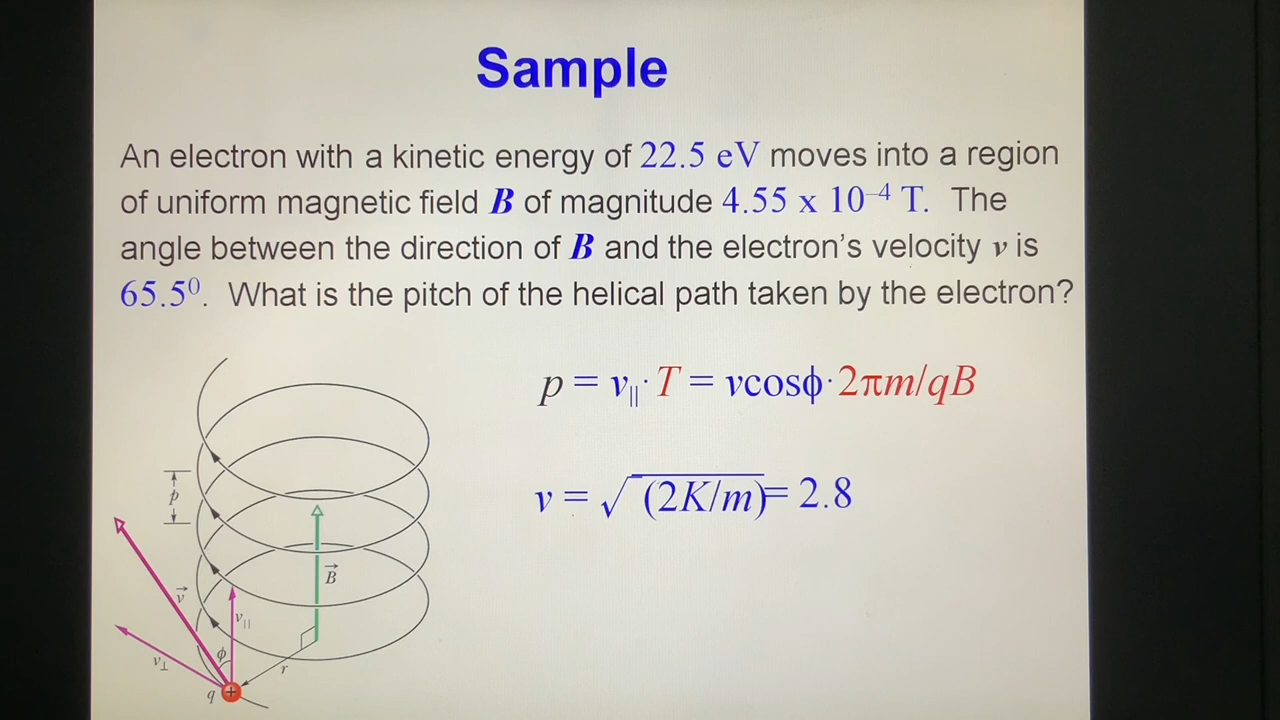 Sample
An electron with a kinetic energy of 22.5 eV moves into a region
of uniform magnetic field B of magnitude 4.55 x 10⁻⁴ T. The
angle between the direction of B and the electron's velocity v is
65.5⁰. What is the pitch of the helical path taken by the electron?
p = v||· T = vcosϕ· 2πm/qB
v = √(2K/m) = 2.8
p
B⃗
v⃗
v||
ϕ
v⊥
r
q
+